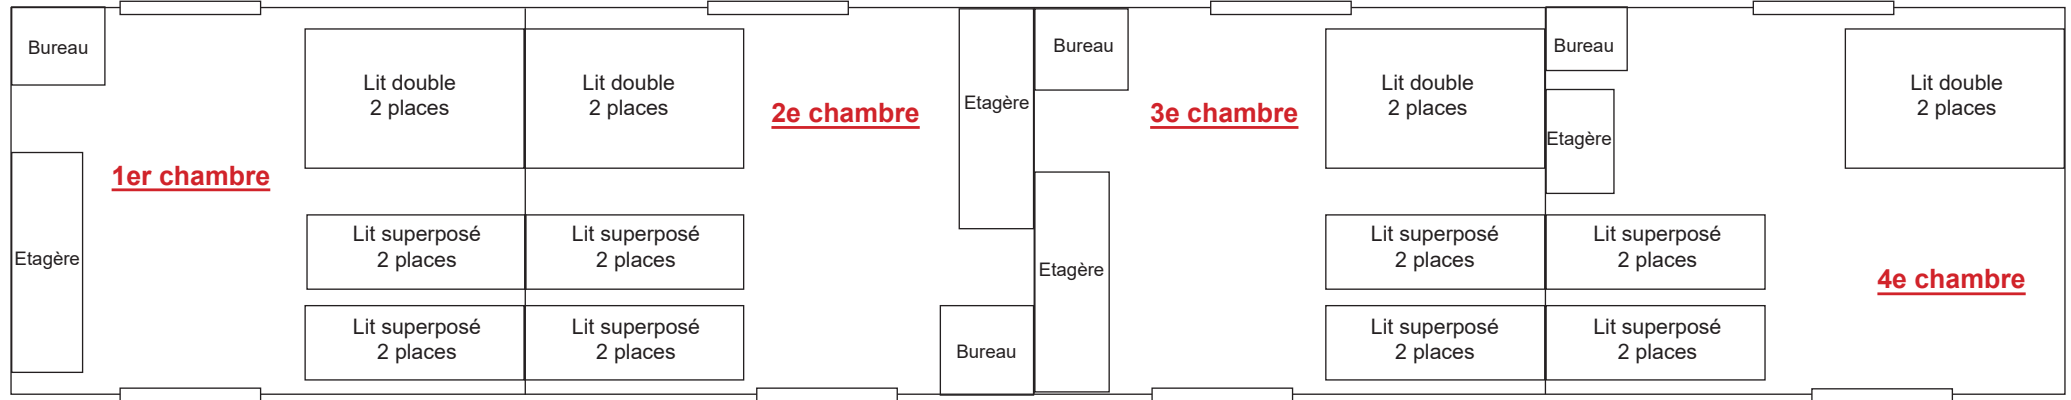 Bureau
Lit double
2 places
1er chambre
Etagère
Lit superposé
2 places
Lit superposé
2 places
Lit double
2 places
2e chambre
Etagère
Lit superposé
2 places
Lit superposé
2 places
Bureau
Bureau
3e chambre
Lit double
2 places
Etagère
Lit superposé
2 places
Lit superposé
2 places
Bureau
Lit double
2 places
Etagère
Lit superposé
2 places
4e chambre
Lit superposé
2 places